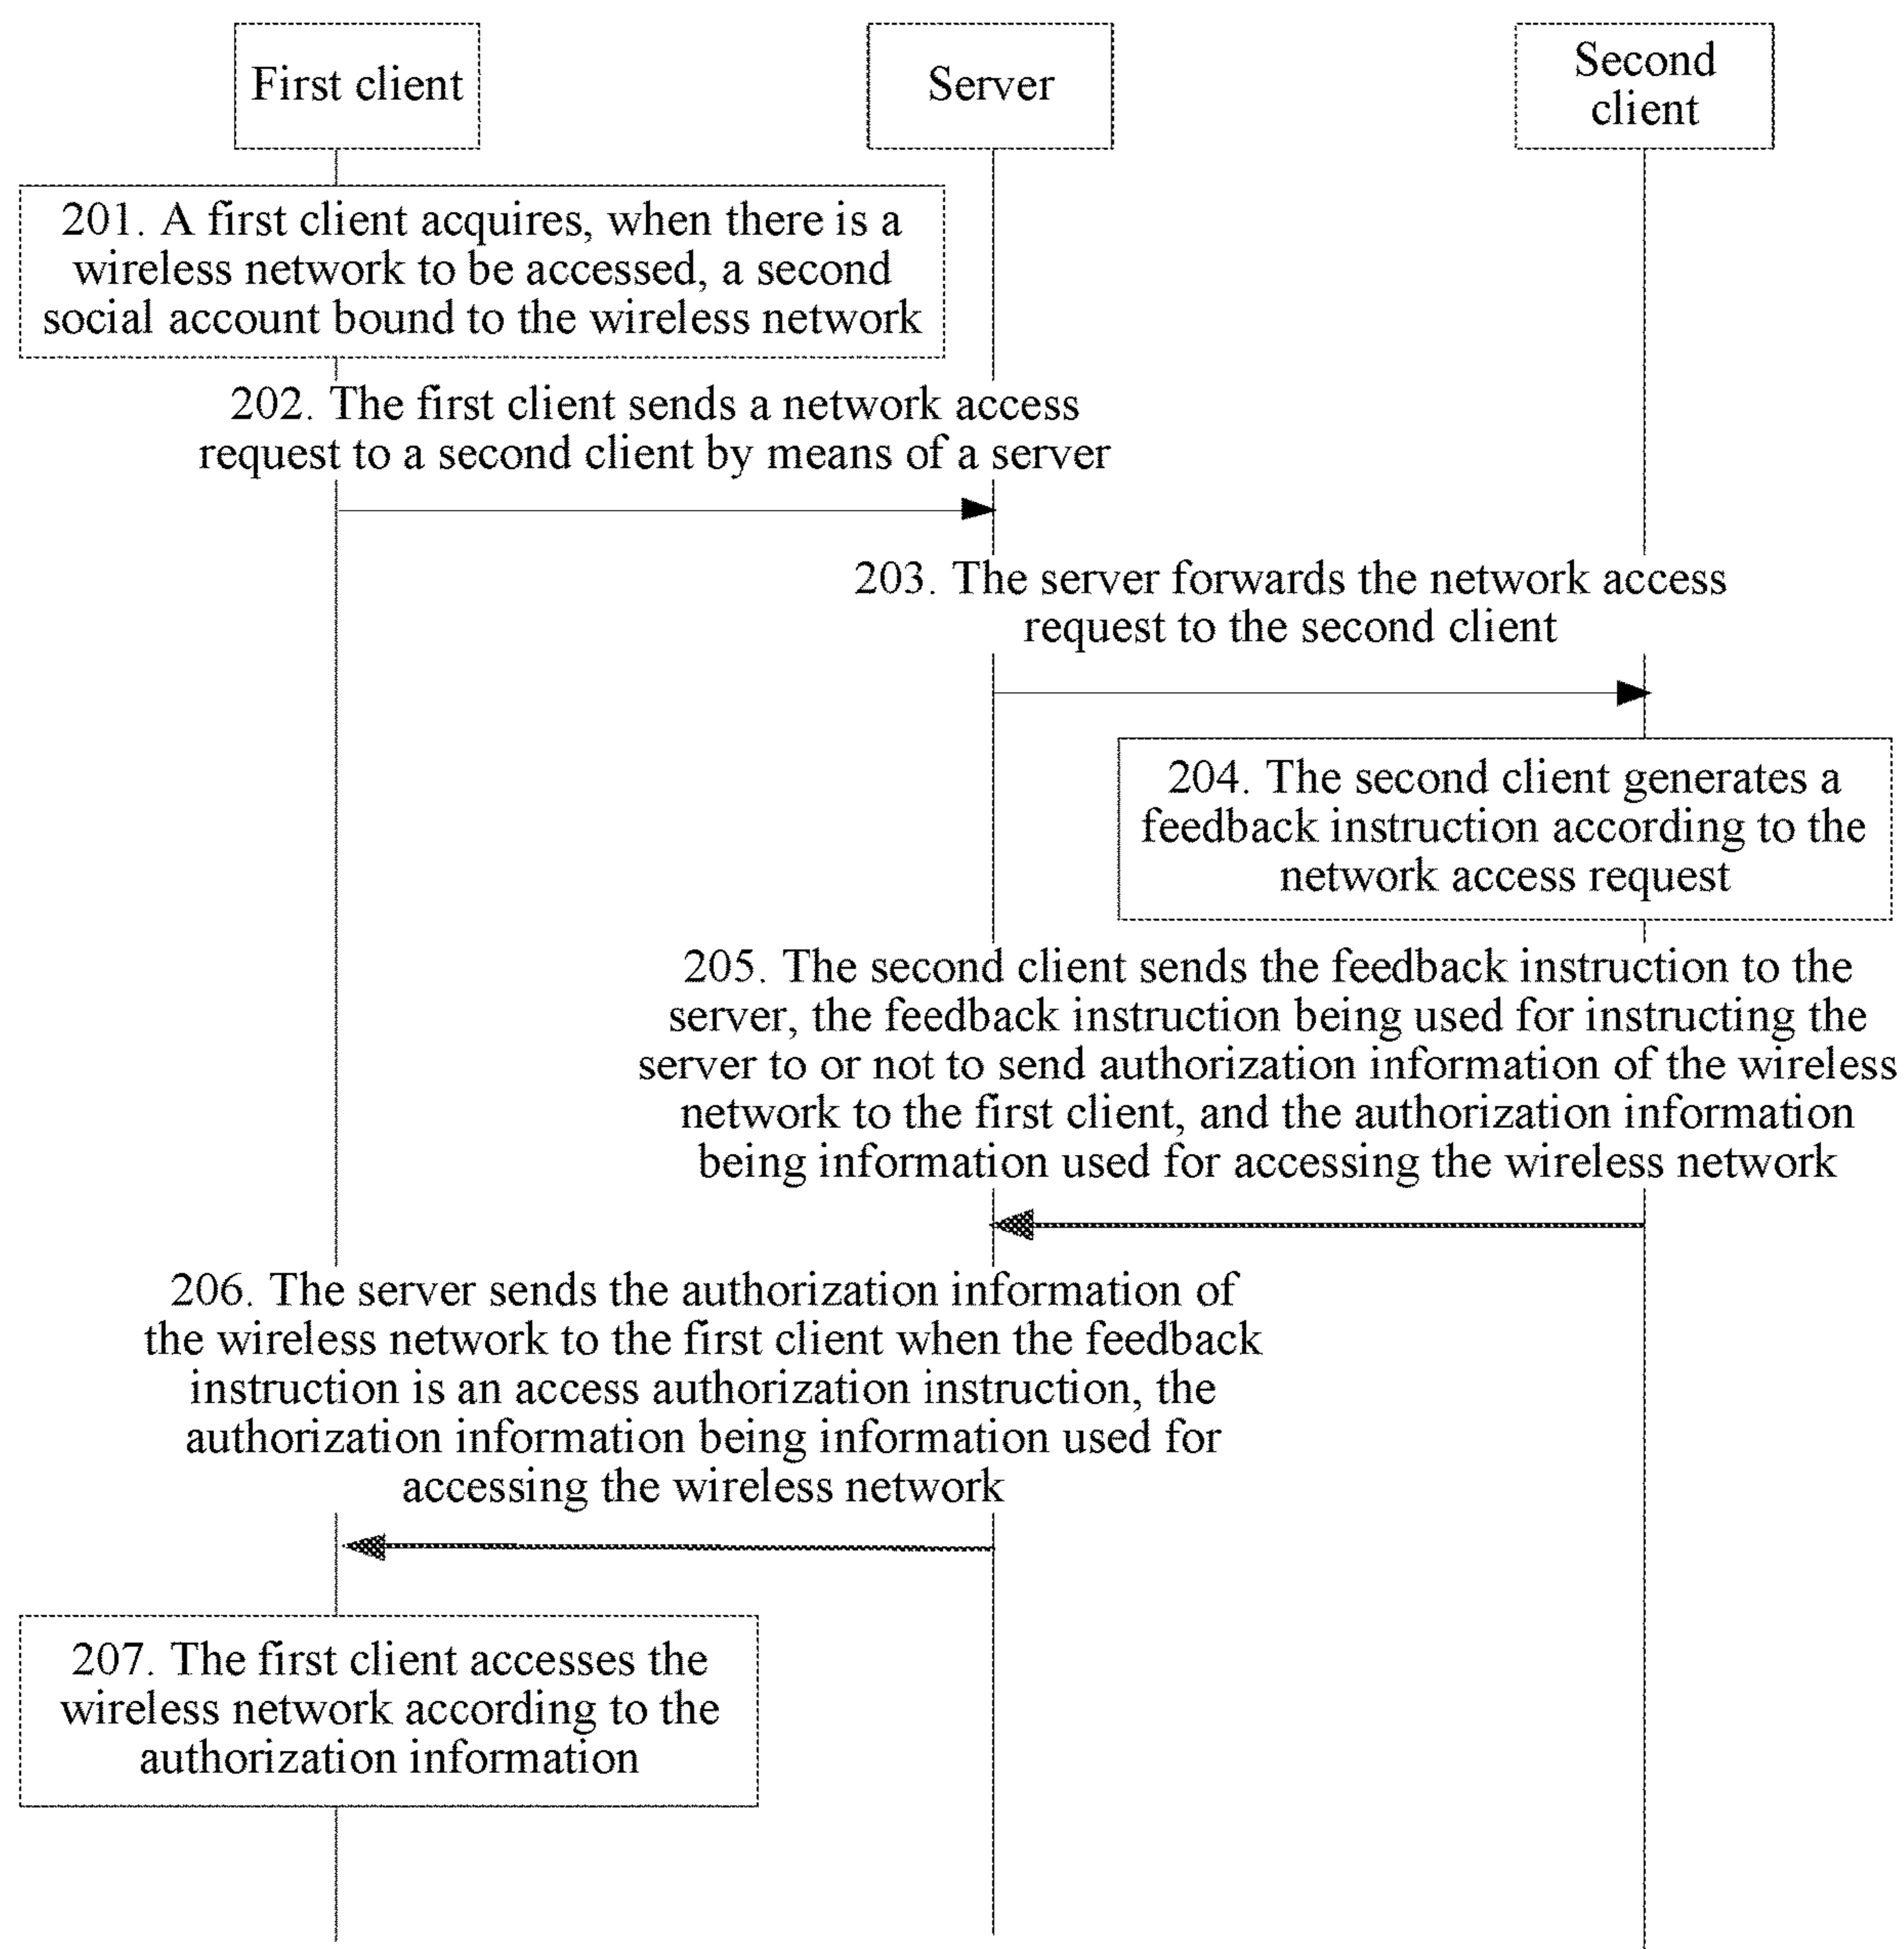 First client
Server
Second
client
201. A first client acquires, when there is a
wireless network to be accessed, a second
social account bound to the wireless network
202. The first client sends a network access
request to a second client by means of a server
203. The server forwards the network access
request to the second client
204. The second client generates a
feedback instruction according to the
network access request
205. The second client sends the feedback instruction to the
server, the feedback instruction being used for instructing the
server to or not to send authorization information of the wireless
network to the first client, and the authorization information
being information used for accessing the wireless network
206. The server sends the authorization information of
the wireless network to the first client when the feedback
instruction is an access authorization instruction, the
authorization information being information used for
accessing the wireless network
207. The first client accesses the
wireless network according to the
authorization information